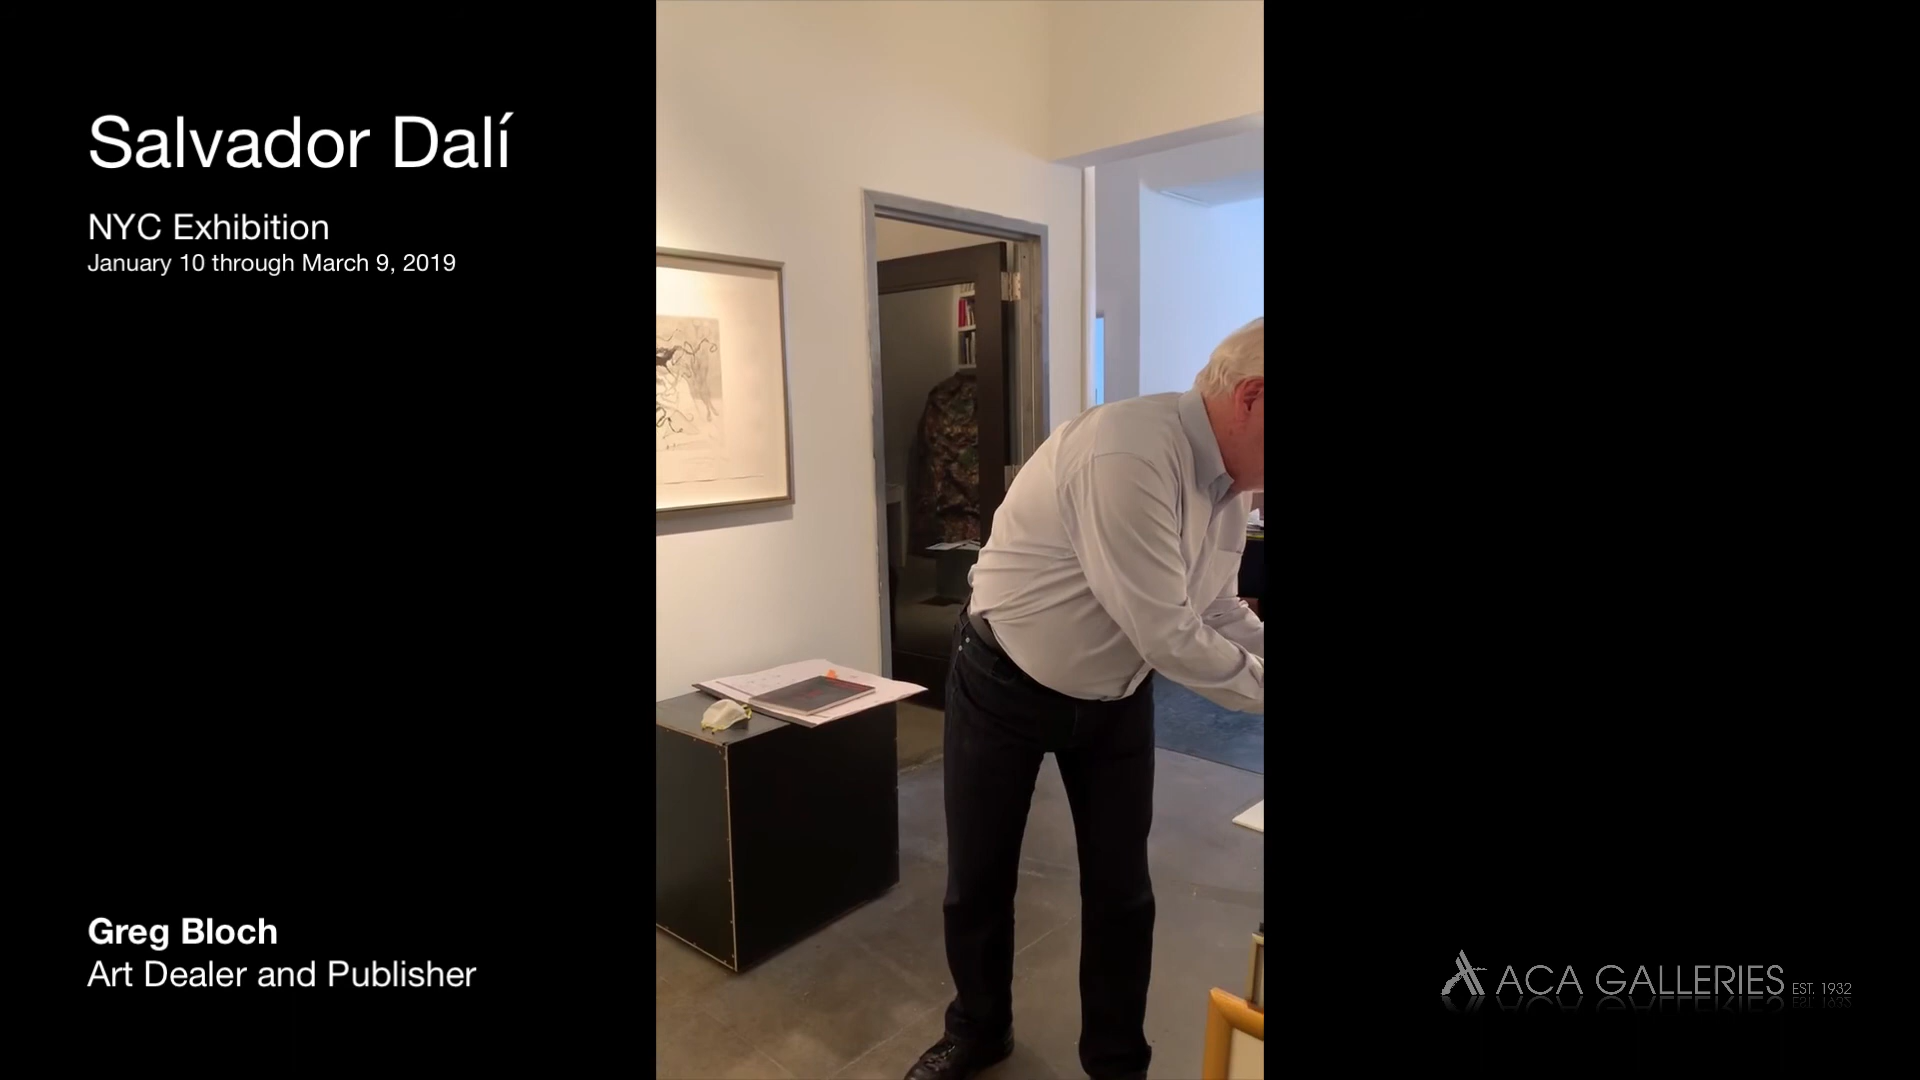 Salvador Dalí
NYC Exhibition
January 10 through March 9, 2019
Greg Bloch
Art Dealer and Publisher
ACA GALLERIES EST. 1932